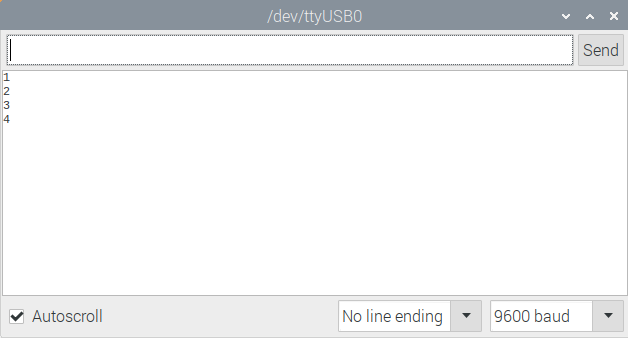 /dev/ttyUSB0
Send
1
2
3
4
Autoscroll
No line ending
9600 baud